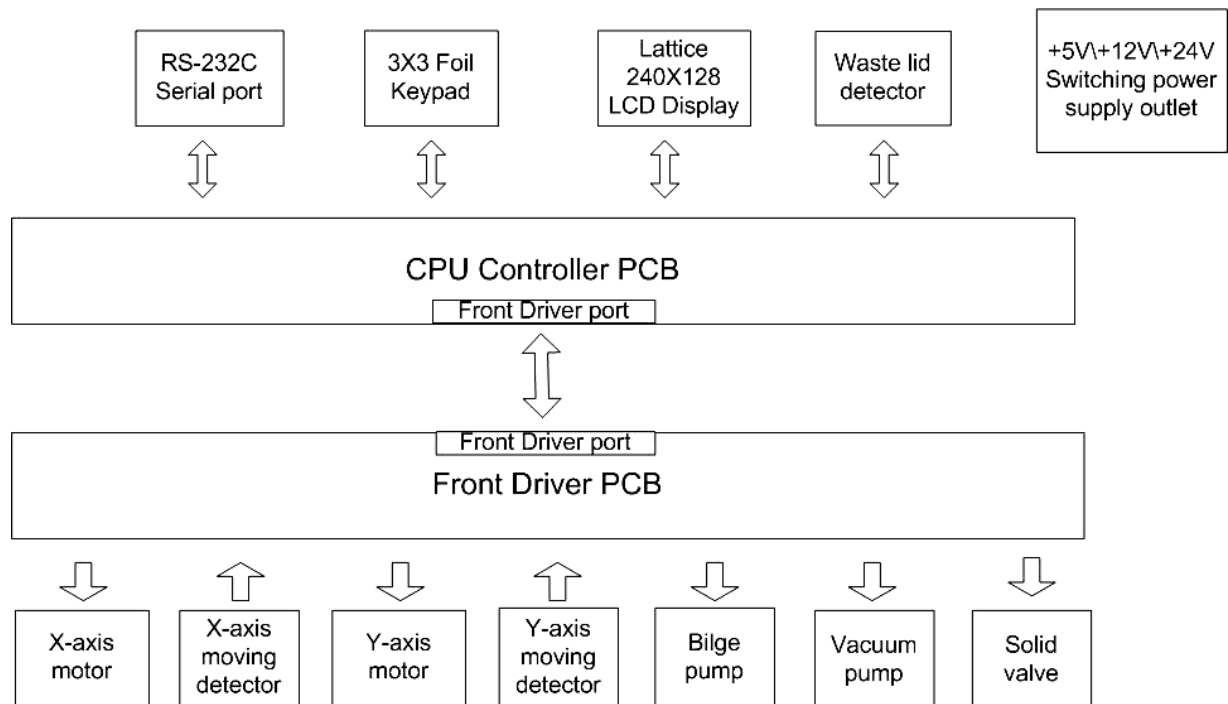 RS-232C
Serial port
3X3 Foil
Keypad
Lattice
240X128
LCD Display
Waste lid
detector
+5V\+12V\+24V
Switching power
supply outlet
CPU Controller PCB
Front Driver port
Front Driver port
Front Driver PCB
X-axis
motor
X-axis
moving
detector
Y-axis
motor
Y-axis
moving
detector
Bilge
pump
Vacuum
pump
Solid
valve